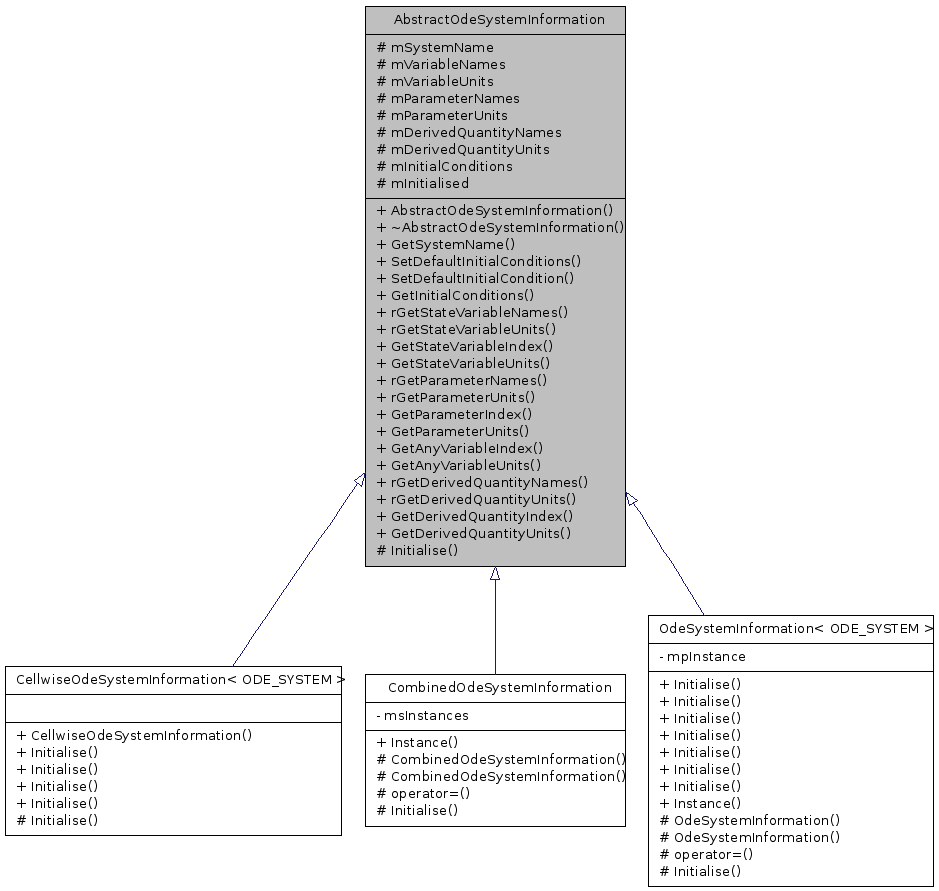 AbstractOdeSystemInformation
# mSystemName
# mVariableNames
# mVariableUnits
# mParameterNames
# mParameterUnits
# mDerivedQuantityNames
# mDerivedQuantityUnits
# mInitialConditions
# mInitialised
+ AbstractOdeSystemInformation()
+ ~AbstractOdeSystemInformation()
+ GetSystemName()
+ SetDefaultInitialConditions()
+ SetDefaultInitialCondition()
+ GetInitialConditions()
+ rGetStateVariableNames()
+ rGetStateVariableUnits()
+ GetStateVariableIndex()
+ GetStateVariableUnits()
+ rGetParameterNames()
+ rGetParameterUnits()
+ GetParameterIndex()
+ GetParameterUnits()
+ GetAnyVariableIndex()
+ GetAnyVariableUnits()
+ rGetDerivedQuantityNames()
+ rGetDerivedQuantityUnits()
+ GetDerivedQuantityIndex()
+ GetDerivedQuantityUnits()
# Initialise()
CellwiseOdeSystemInformation< ODE_SYSTEM >
+ CellwiseOdeSystemInformation()
+ Initialise()
+ Initialise()
+ Initialise()
+ Initialise()
# Initialise()
CombinedOdeSystemInformation
- msInstances
+ Instance()
# CombinedOdeSystemInformation()
# CombinedOdeSystemInformation()
# operator=()
# Initialise()
OdeSystemInformation< ODE_SYSTEM >
- mpInstance
+ Initialise()
+ Initialise()
+ Initialise()
+ Initialise()
+ Initialise()
+ Initialise()
+ Initialise()
+ Instance()
# OdeSystemInformation()
# OdeSystemInformation()
# operator=()
# Initialise()